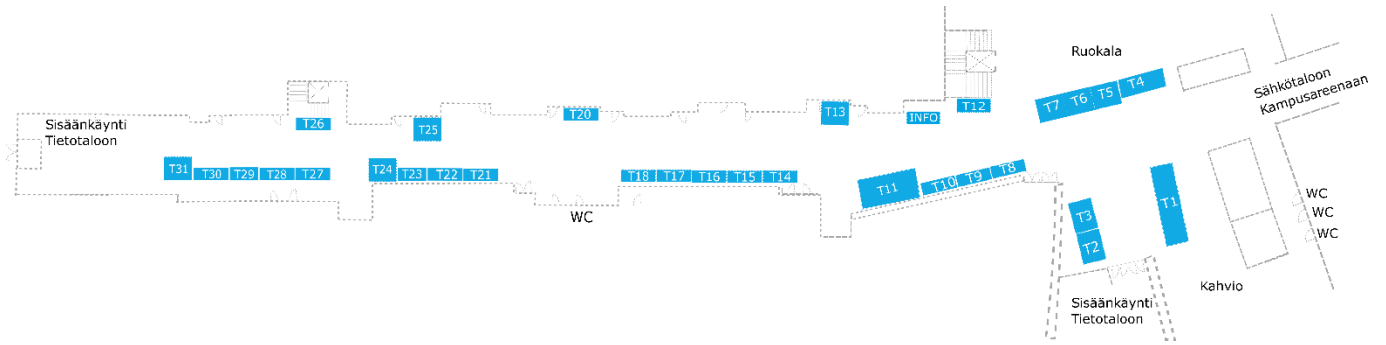 Ruokala
Sähkötaloon
Kampusareenaan
T7
T6
T5
T4
T12
INFO
T13
T20
T25
T26
Sisäänkäynti
Tietotaloon
T31
T30
T29
T28
T27
T24
T23
T22
T21
T18
T17
T16
T15
T14
T11
T10
T9
T8
T1
T3
T2
WC
WC
WC
WC
Kahvio
Sisäänkäynti
Tietotaloon